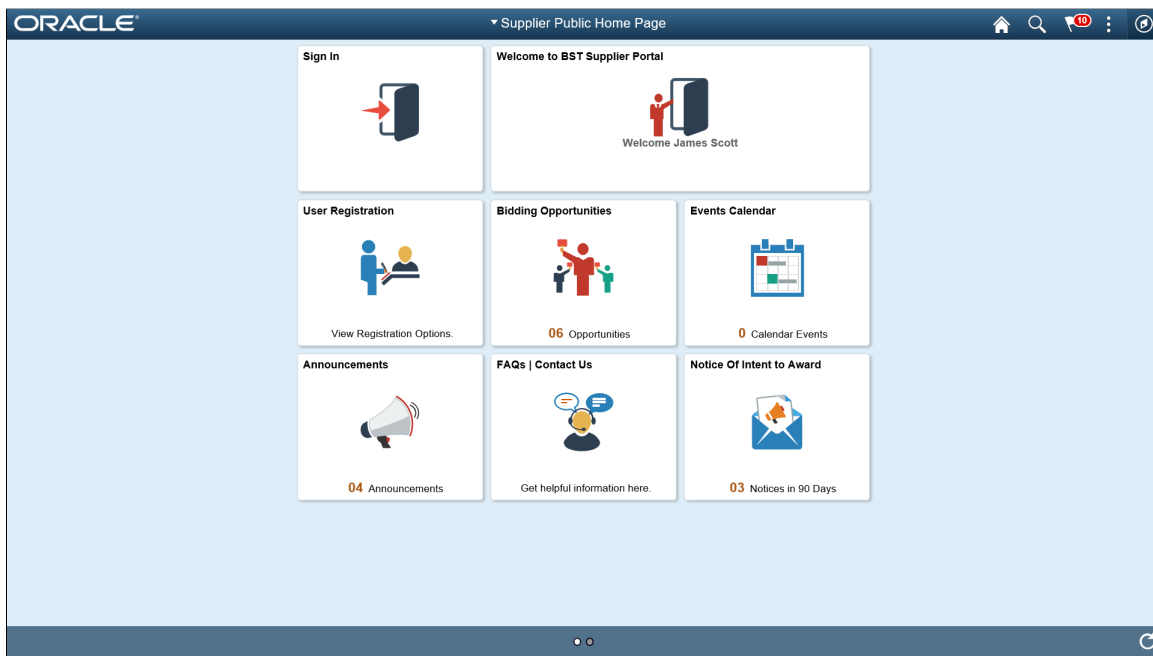 ORACLE
Supplier Public Home Page
10
Sign In
Welcome to BST Supplier Portal
Welcome James Scott
User Registration
Bidding Opportunities
Events Calendar
View Registration Options.
06 Opportunities
0 Calendar Events
Announcements
FAQs | Contact Us
Notice Of Intent to Award
04 Announcements
Get helpful information here.
03 Notices in 90 Days